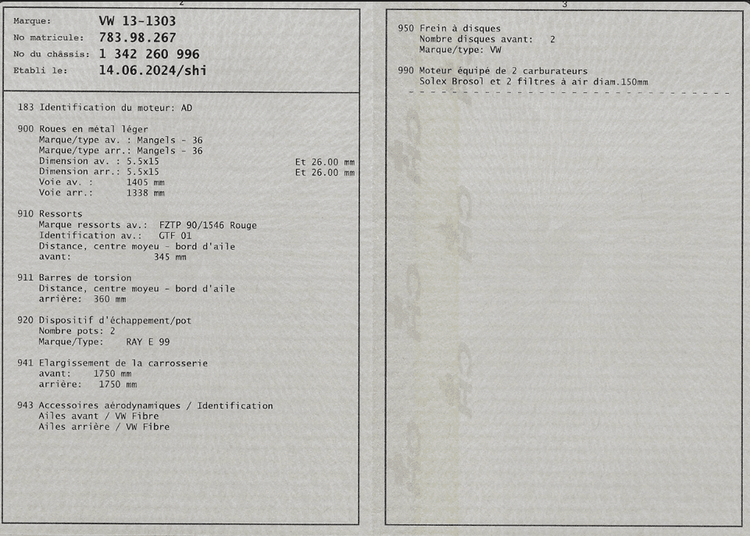 2
Marque: VW 13-1303
No matricule: 783.98.267
No du châssis: 1 342 260 996
Etabli le: 14.06.2024/shi
183 Identification du moteur: AD
900 Roues en métal léger
Marque/type av. : Mangels - 36
Marque/type arr.: Mangels - 36
Dimension av. : 5.5x15 Et 26.00 mm
Dimension arr.: 5.5x15 Et 26.00 mm
Voie av. : 1405 mm
Voie arr.: 1338 mm
910 Ressorts
Marque ressorts av.: FZTP 90/1546 Rouge
Identification av.: GTF 01
Distance, centre moyeu - bord d'aile
avant: 345 mm
911 Barres de torsion
Distance, centre moyeu - bord d'aile
arrière: 360 mm
920 Dispositif d'échappement/pot
Nombre pots: 2
Marque/Type: RAY E 99
941 Elargissement de la carrosserie
avant: 1750 mm
arrière: 1750 mm
943 Accessoires aérodynamiques / Identification
Ailes avant / VW Fibre
Ailes arrière / VW Fibre
3
950 Frein à disques
Nombre disques avant: 2
Marque/type: VW
990 Moteur équipé de 2 carburateurs
Solex Brosol et 2 filtres à air diam.150mm
CH
CH
CH
CH
CH